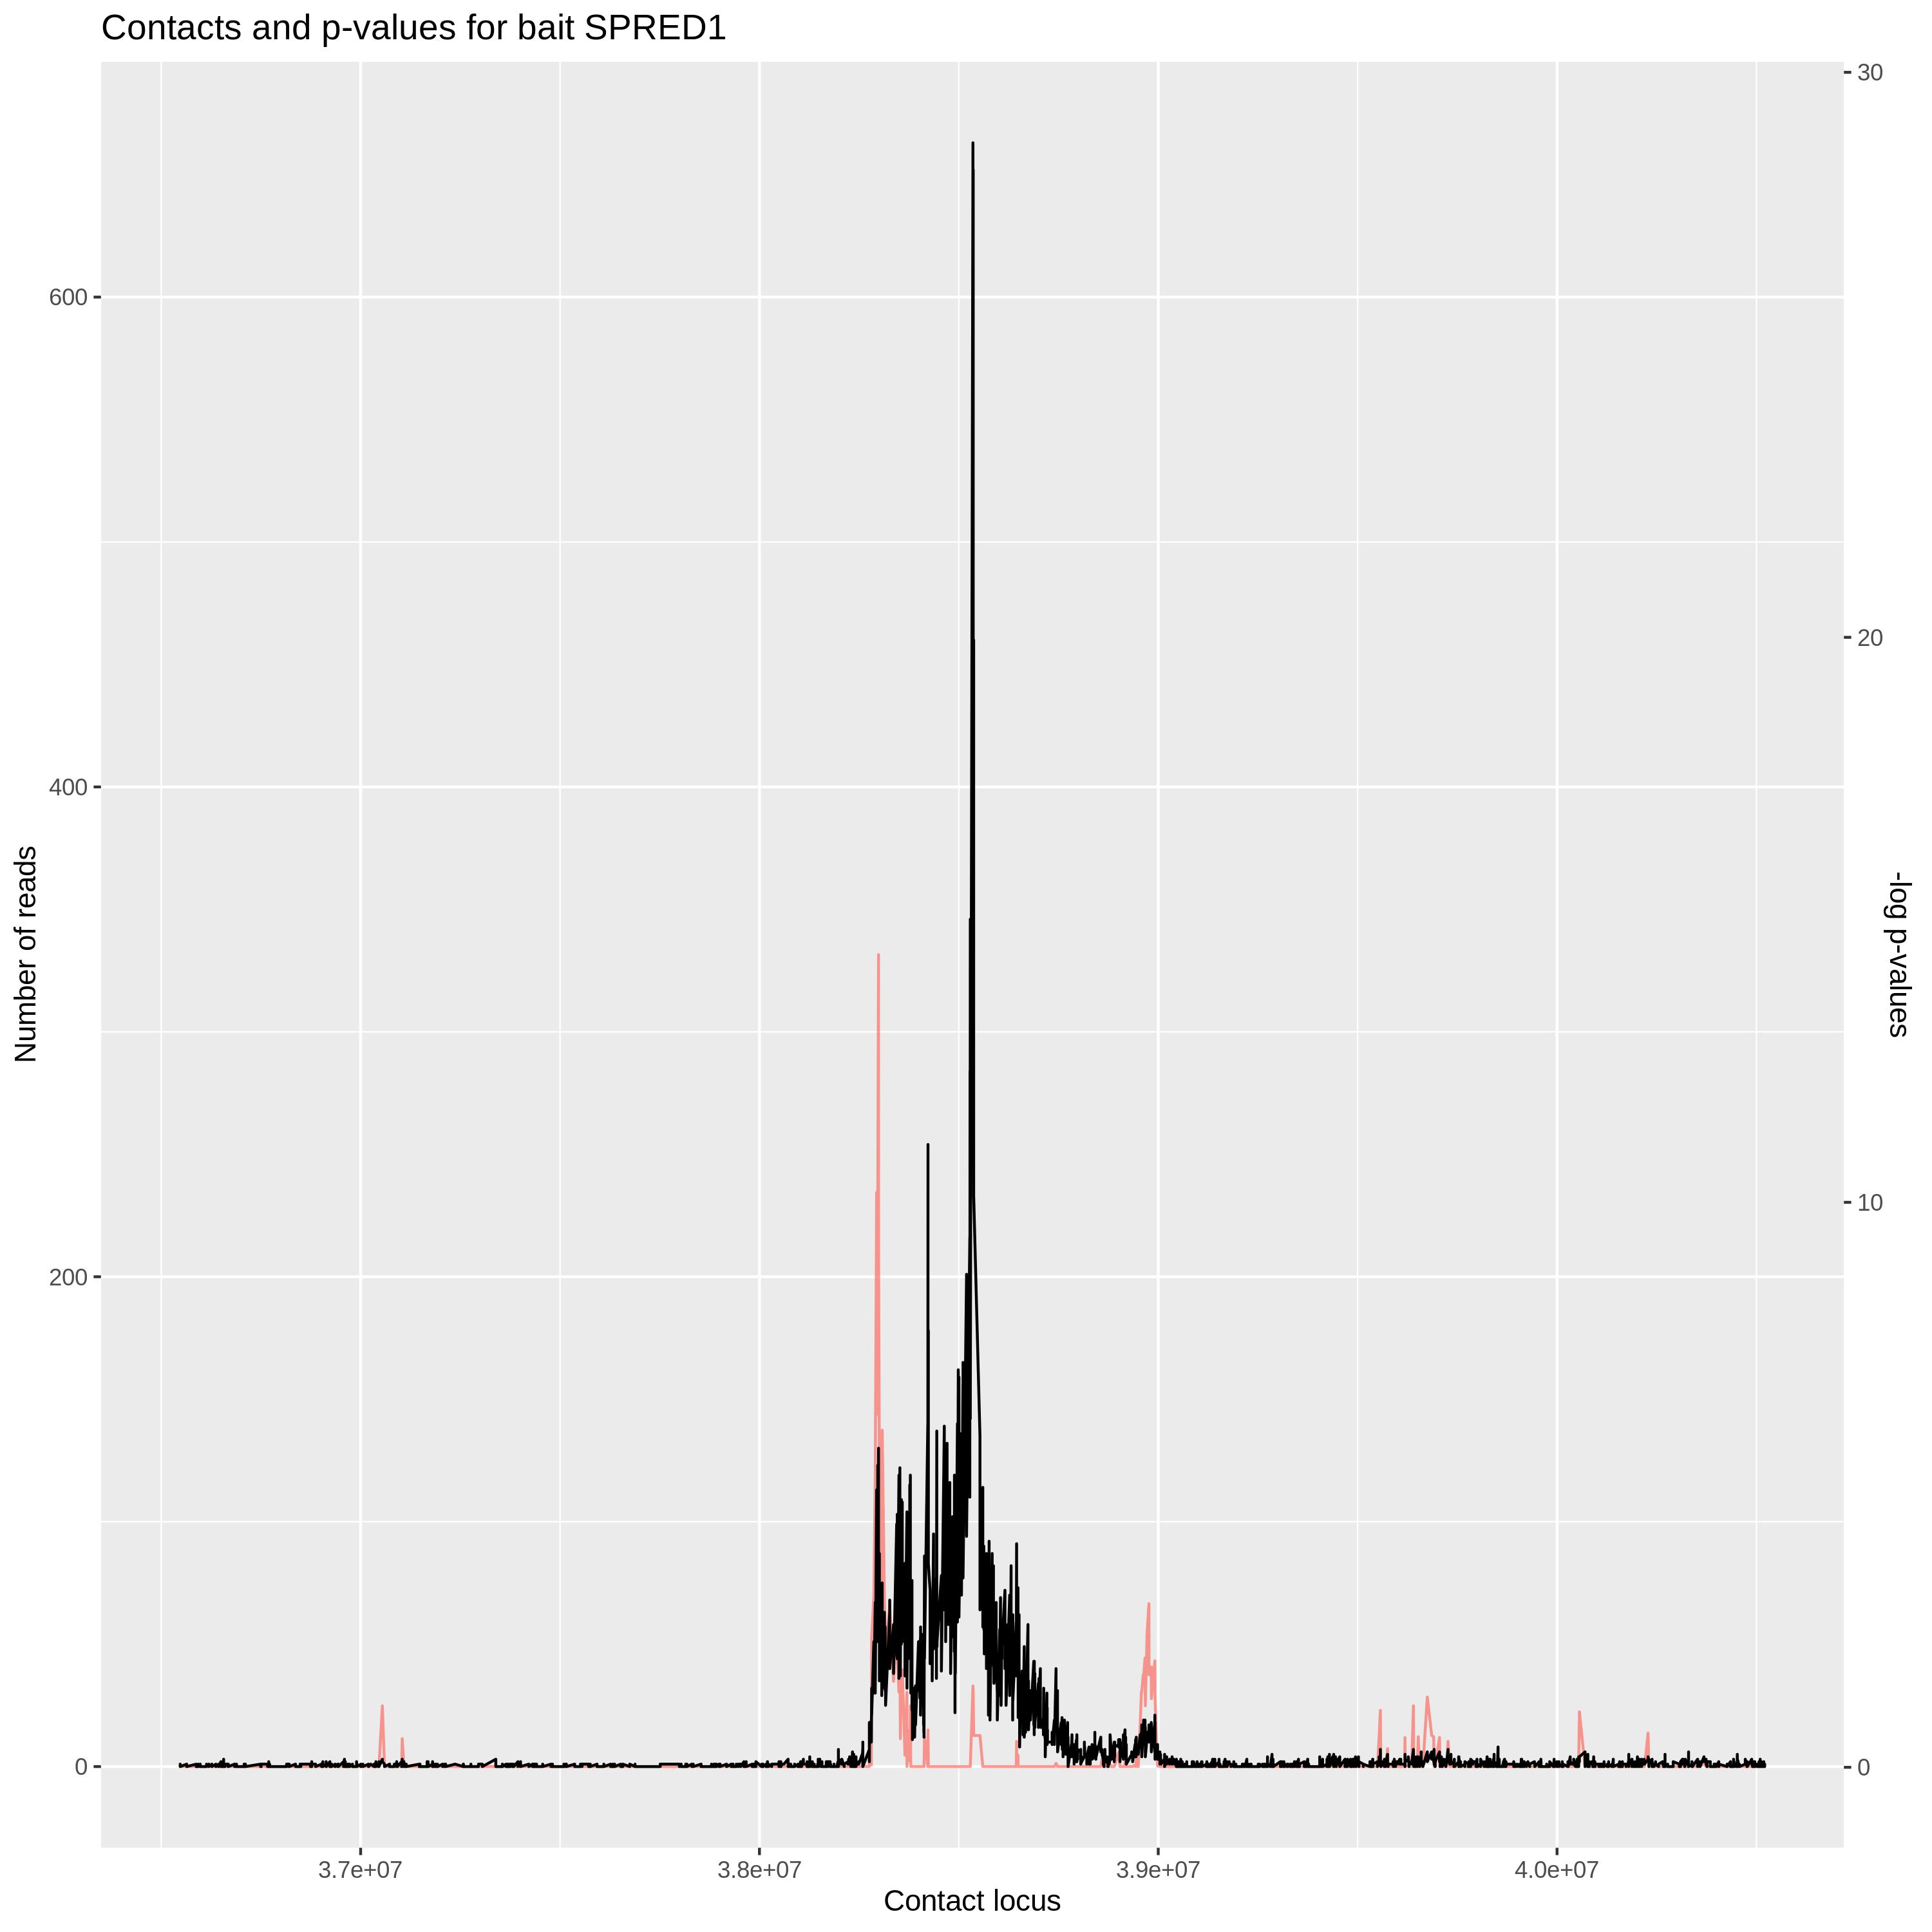 Contacts and p-values for bait SPRED1
Number of reads
600
400
200
0
30
20
10
0
-log p-values
3.7e+07 3.8e+07 3.9e+07 4.0e+07
Contact locus